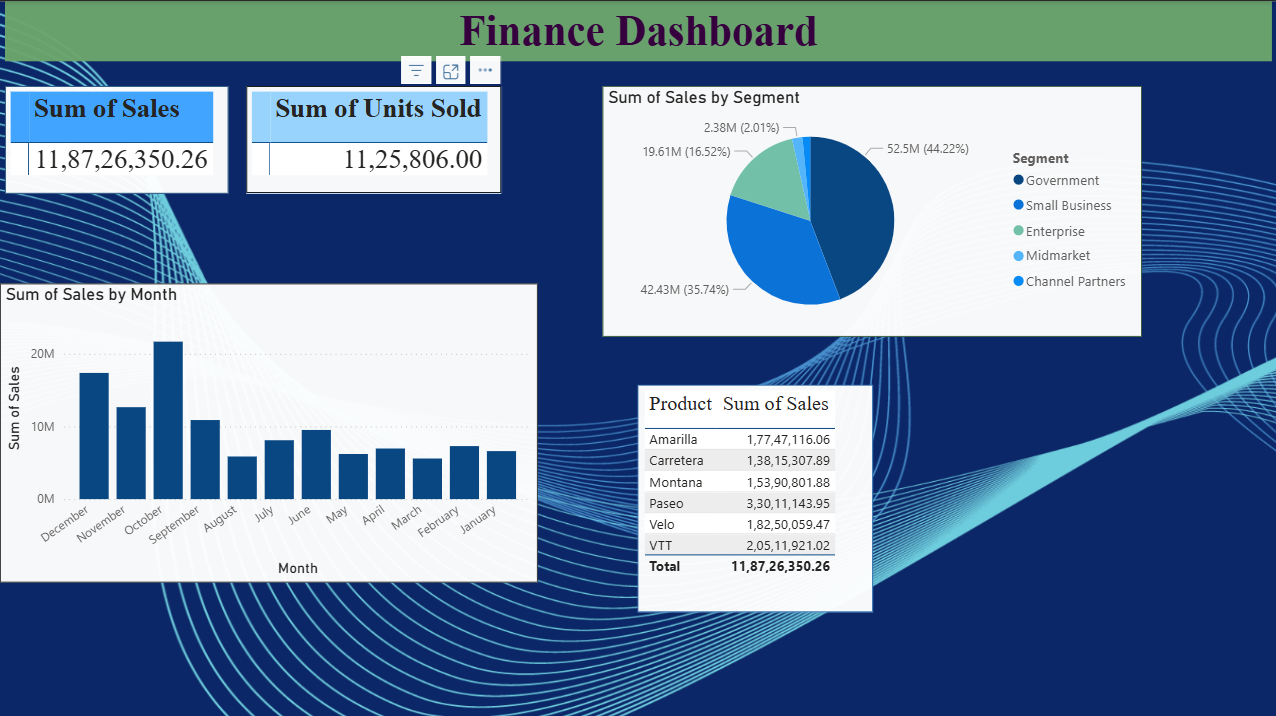 Finance Dashboard
Sum of Sales
11,87,26,350.26
Sum of Units Sold
11,25,806.00
Sum of Sales by Segment
2.38M (2.01%)
19.61M (16.52%)
52.5M (44.22%)
42.43M (35.74%)
Segment
Government
Small Business
Enterprise
Midmarket
Channel Partners
Sum of Sales by Month
Sum of Sales
20M
10M
0M
December
November
October
September
August
July
June
May
April
March
February
January
Month
Product Sum of Sales
Amarilla 1,77,47,116.06
Carretera 1,38,15,307.89
Montana 1,53,90,801.88
Paseo 3,30,11,143.95
Velo 1,82,50,059.47
VTT 2,05,11,921.02
Total 11,87,26,350.26